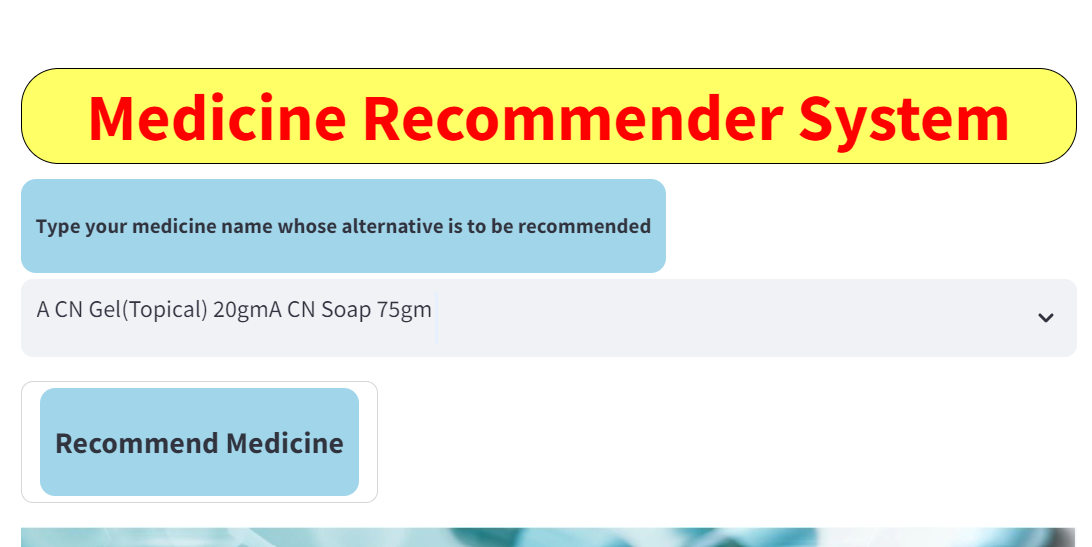 Medicine Recommender System
Type your medicine name whose alternative is to be recommended
A CN Gel(Topical) 20gmA CN Soap 75gm
Recommend Medicine